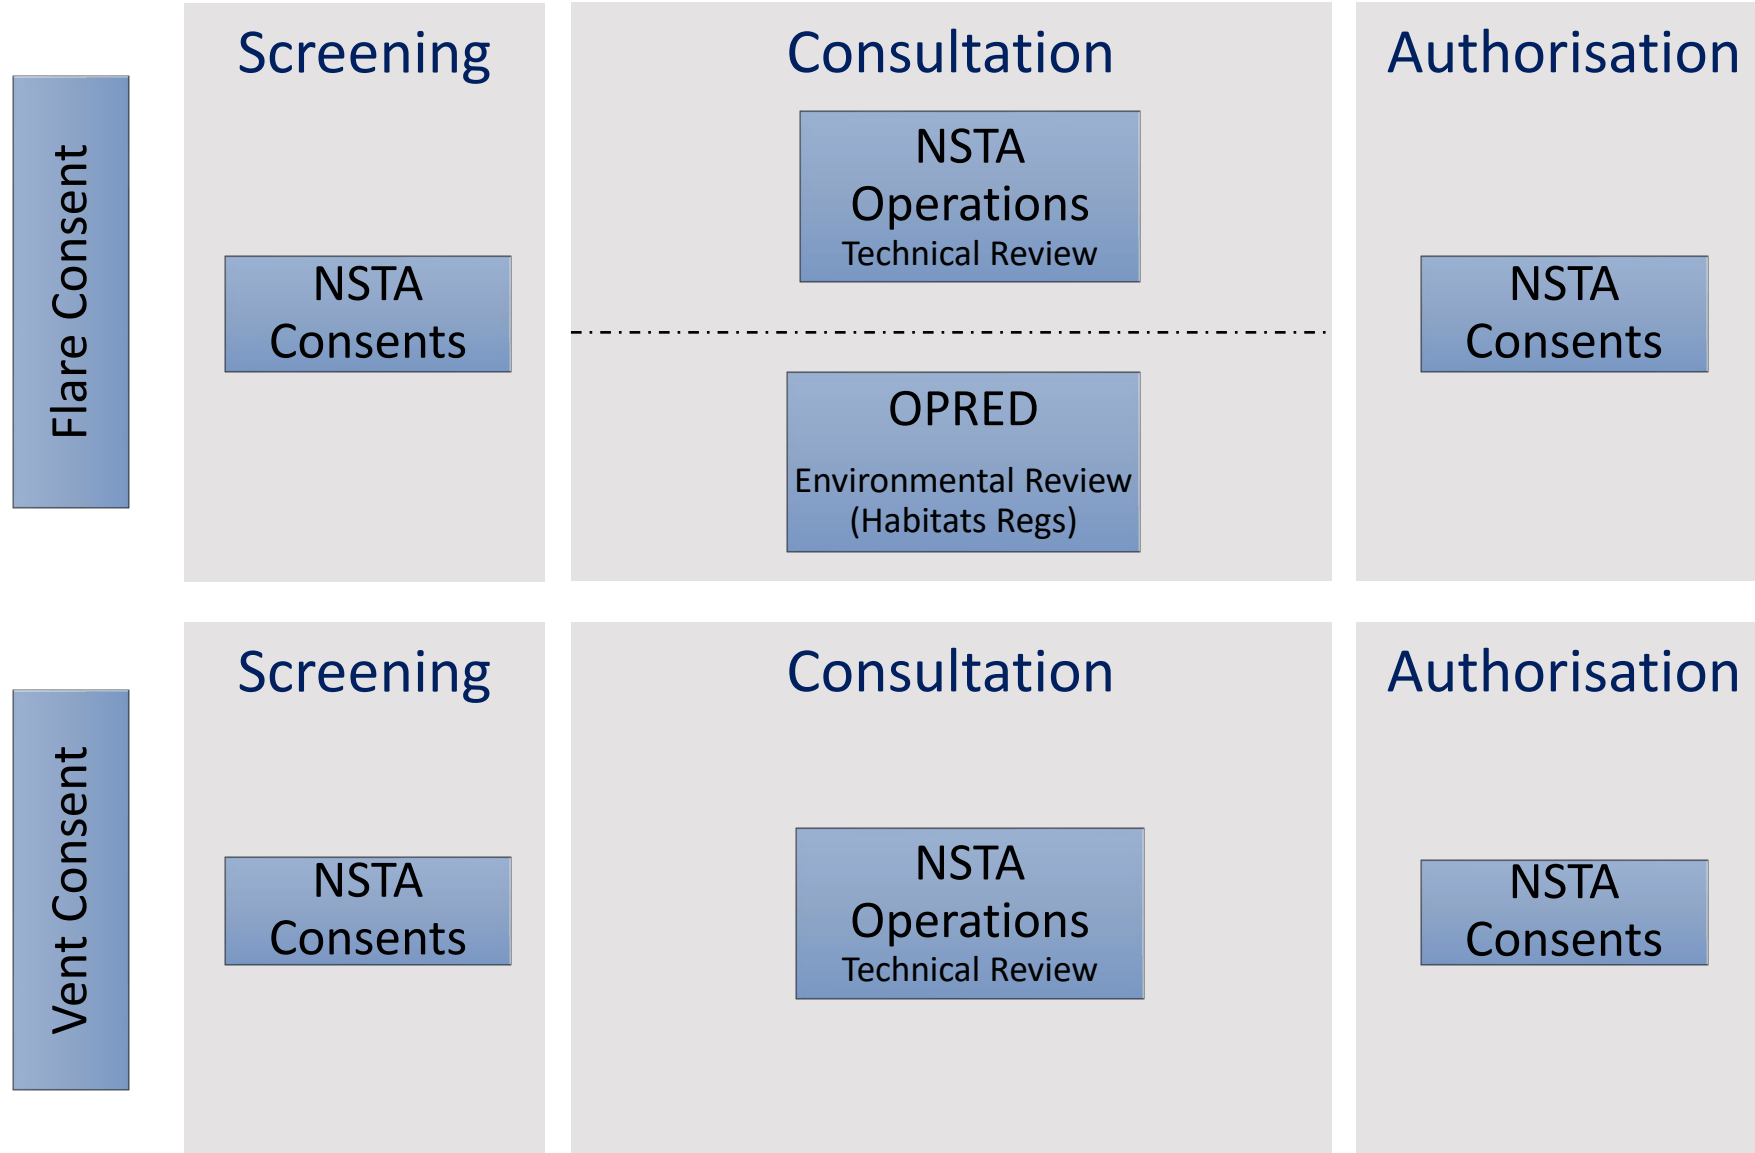 Flare Consent
Screening
NSTA
Consents
Consultation
NSTA
Operations
Technical Review
OPRED
Environmental Review
(Habitats Regs)
Authorisation
NSTA
Consents
Vent Consent
Screening
NSTA
Consents
Consultation
NSTA
Operations
Technical Review
Authorisation
NSTA
Consents